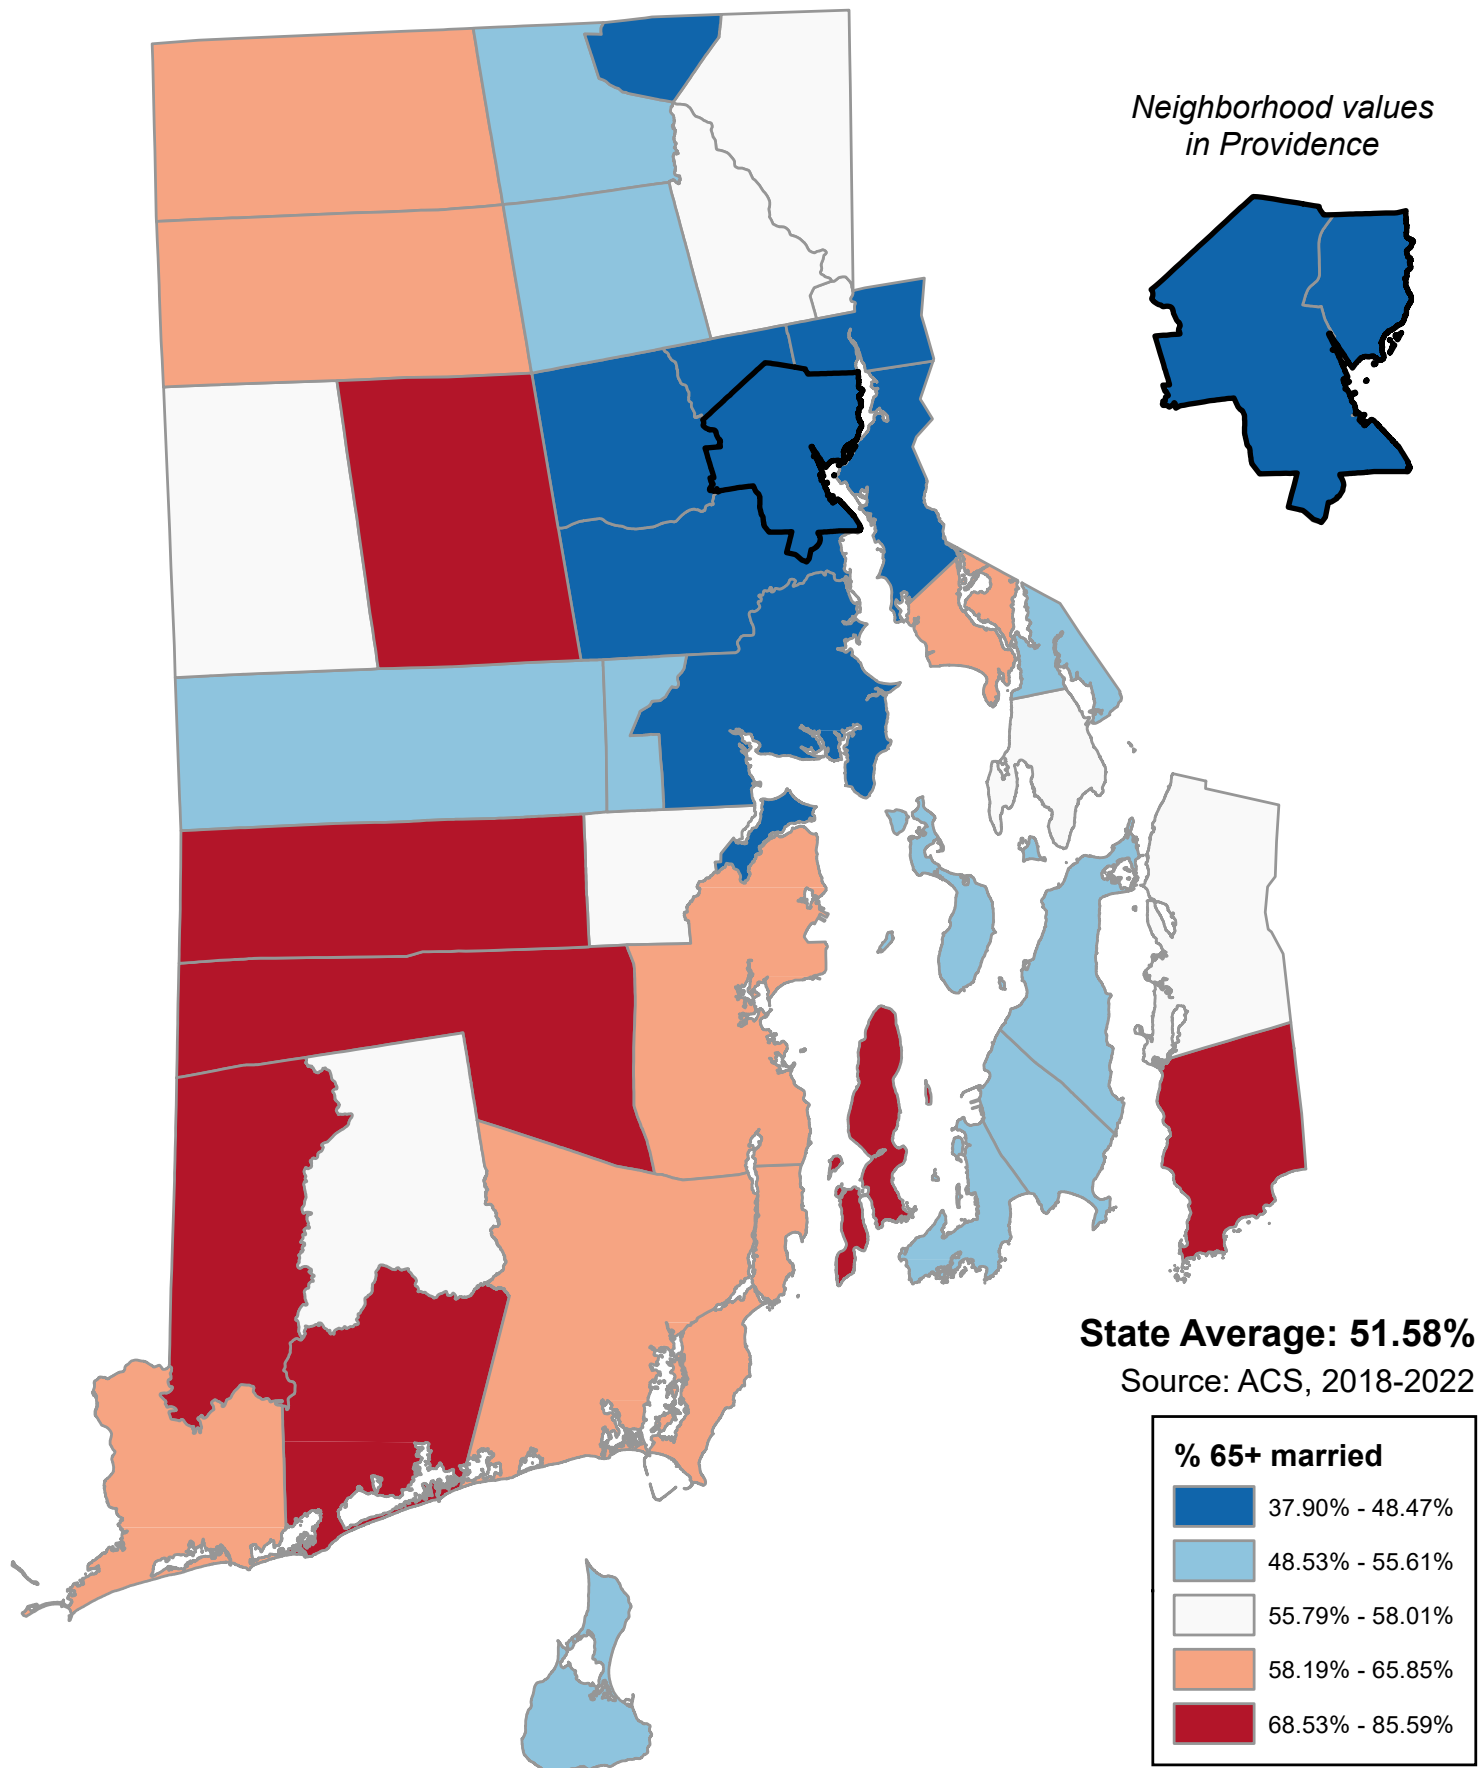 Neighborhood values
in Providence
State Average: 51.58%
Source: ACS, 2018-2022
% 65+ married
37.90% - 48.47%
48.53% - 55.61%
55.79% - 58.01%
58.19% - 65.85%
68.53% - 85.59%